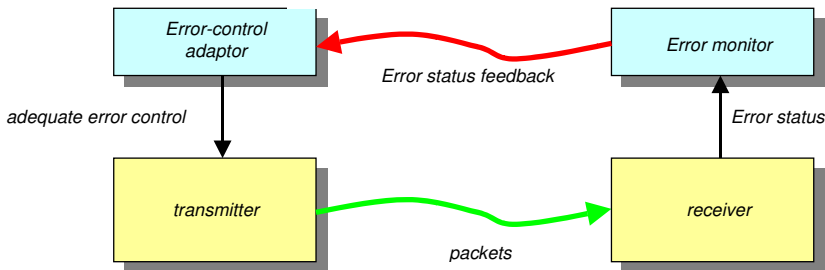 Error-control
adaptor
Error monitor
Error status feedback
adequate error control
Error status
transmitter
receiver
packets